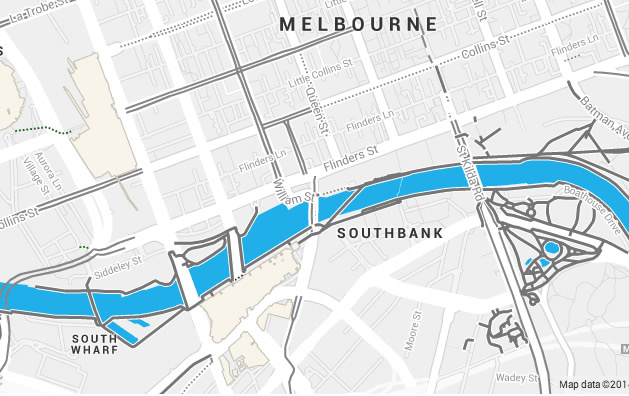 La Trobe St
MELBOURNE
Collins St
Flinders Ln
Little Collins St
Queen St
Batman Av
Flinders Ln
Flinders St
Flinders Ln
St Kilda Rd
Aurora Ln
Village St
William St
Boathouse Drive
Collins St
SOUTHBANK
Siddeley St
SOUTH
WHARF
Moore St
Wadey St
Map data ©201